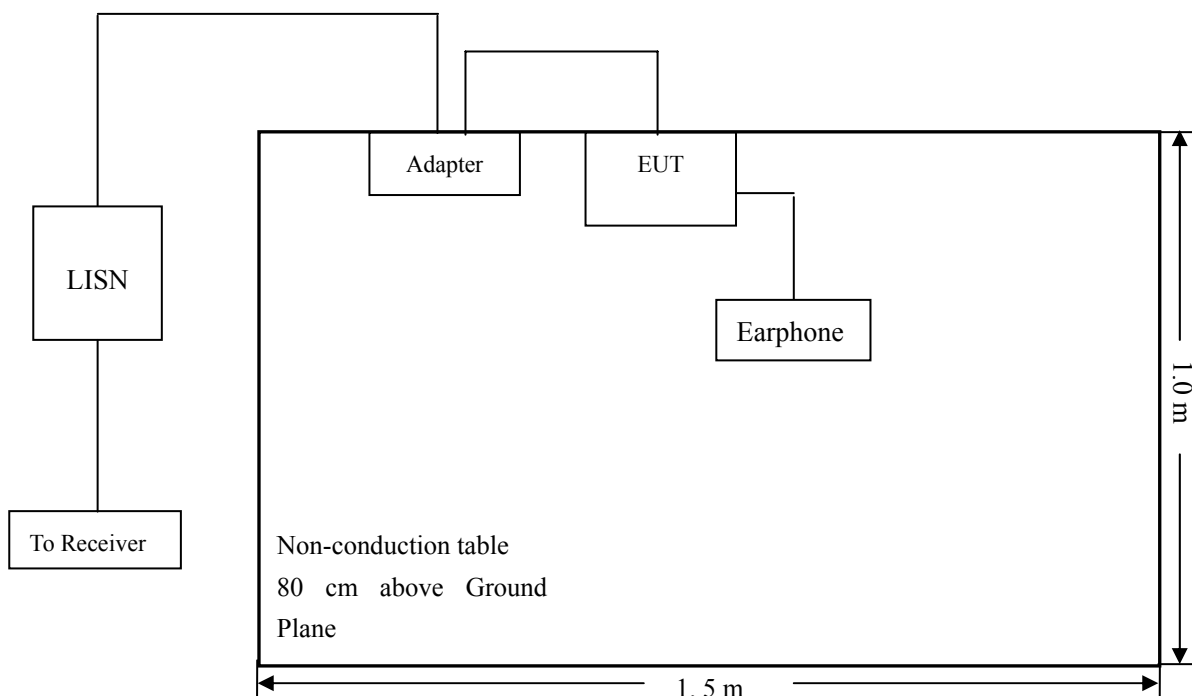 Adapter
EUT
LISN
Earphone
1.0 m
To Receiver
Non-conduction table
80 cm above Ground
Plane
1. 5 m